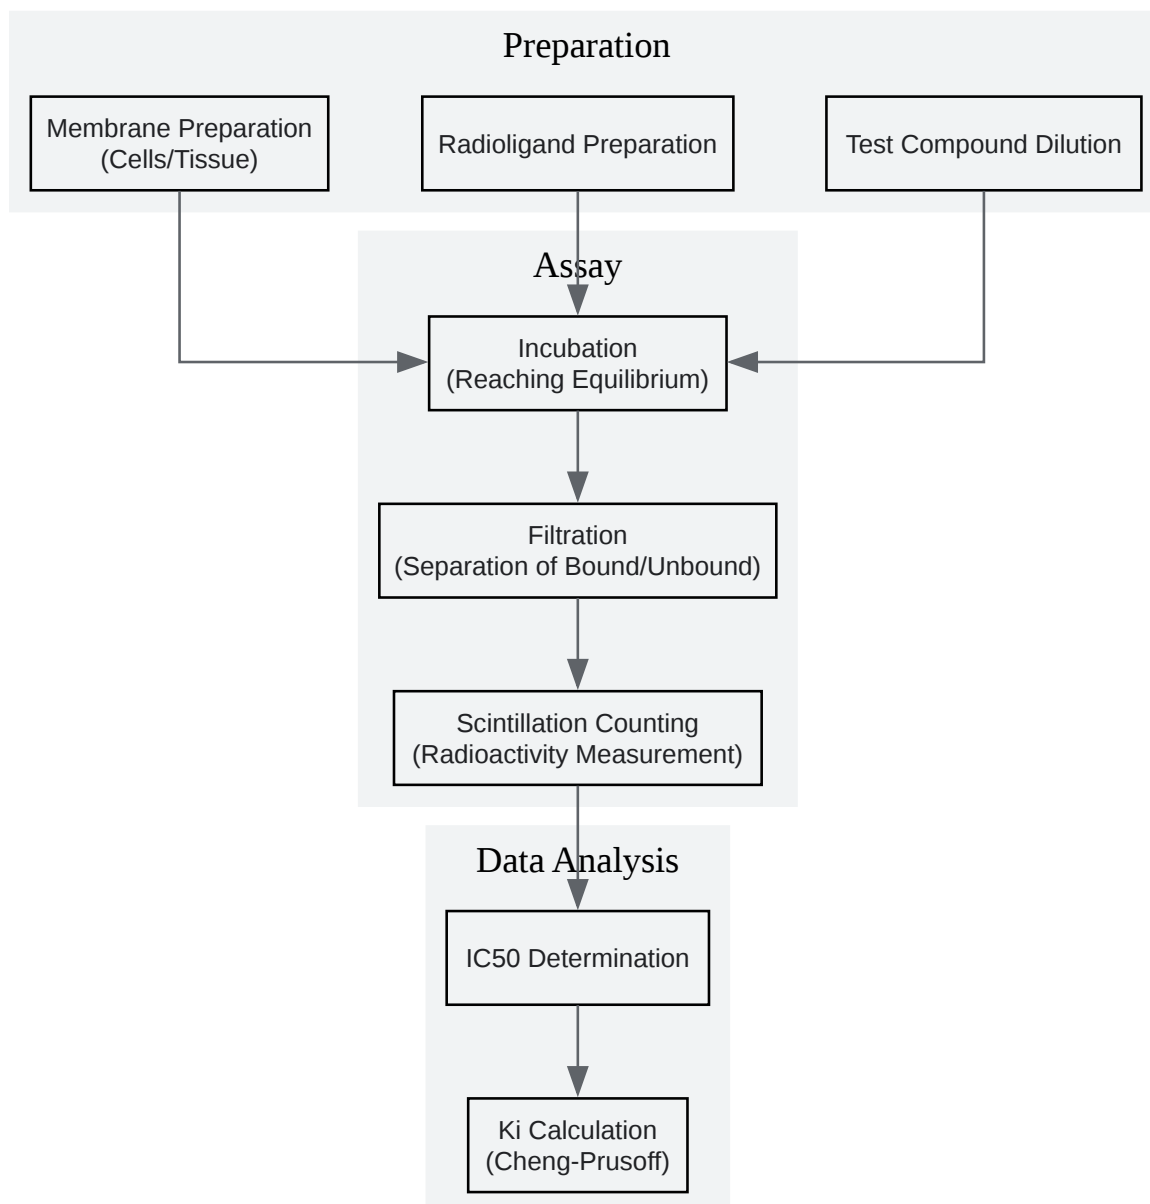 Preparation
Membrane Preparation
(Cells/Tissue)
Radioligand Preparation
Test Compound Dilution
Assay
Incubation
(Reaching Equilibrium)
Filtration
(Separation of Bound/Unbound)
Scintillation Counting
(Radioactivity Measurement)
Data Analysis
IC50 Determination
Ki Calculation
(Cheng-Prusoff)